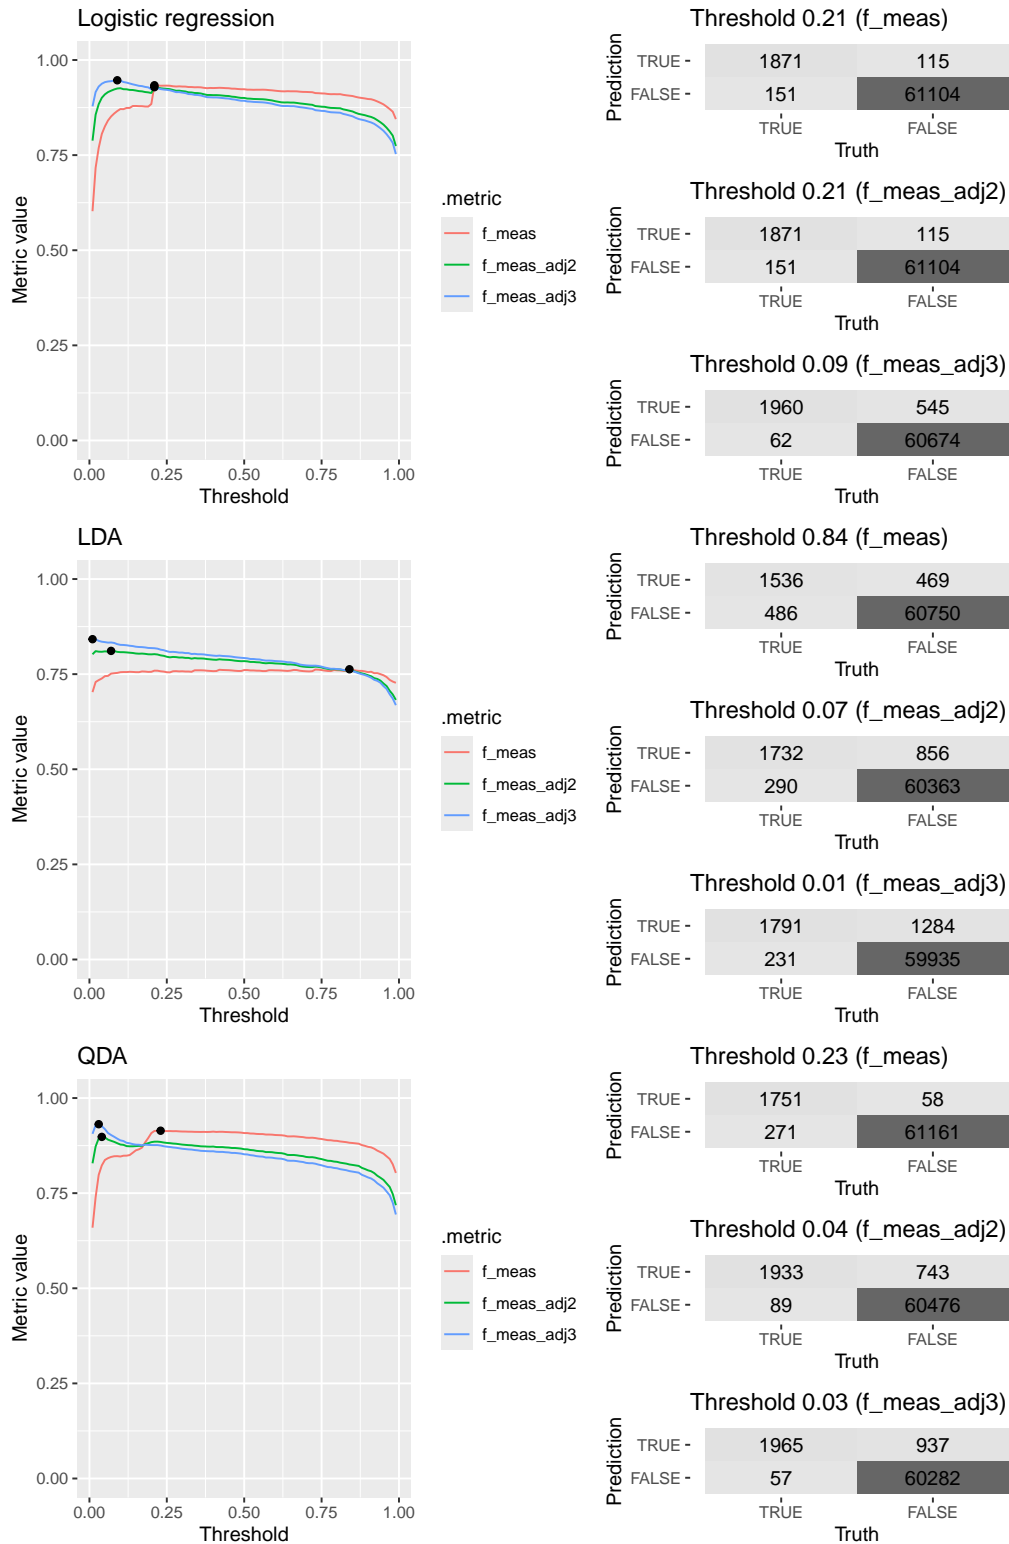 Logistic regression
1.00
0.75
0.50
0.25
0.00
Metric value
0.00 0.25 0.50 0.75 1.00
Threshold
.metric
f_meas
f_meas_adj2
f_meas_adj3
Threshold 0.21 (f_meas)
Prediction
TRUE 1871 115
FALSE 151 61104
TRUE FALSE
Truth
Threshold 0.21 (f_meas_adj2)
Prediction
TRUE 1871 115
FALSE 151 61104
TRUE FALSE
Truth
Threshold 0.09 (f_meas_adj3)
Prediction
TRUE 1960 545
FALSE 62 60674
TRUE FALSE
Truth
LDA
1.00
0.75
0.50
0.25
0.00
Metric value
0.00 0.25 0.50 0.75 1.00
Threshold
.metric
f_meas
f_meas_adj2
f_meas_adj3
Threshold 0.84 (f_meas)
Prediction
TRUE 1536 469
FALSE 486 60750
TRUE FALSE
Truth
Threshold 0.07 (f_meas_adj2)
Prediction
TRUE 1732 856
FALSE 290 60363
TRUE FALSE
Truth
Threshold 0.01 (f_meas_adj3)
Prediction
TRUE 1791 1284
FALSE 231 59935
TRUE FALSE
Truth
QDA
1.00
0.75
0.50
0.25
0.00
Metric value
0.00 0.25 0.50 0.75 1.00
Threshold
.metric
f_meas
f_meas_adj2
f_meas_adj3
Threshold 0.23 (f_meas)
Prediction
TRUE 1751 58
FALSE 271 61161
TRUE FALSE
Truth
Threshold 0.04 (f_meas_adj2)
Prediction
TRUE 1933 743
FALSE 89 60476
TRUE FALSE
Truth
Threshold 0.03 (f_meas_adj3)
Prediction
TRUE 1965 937
FALSE 57 60282
TRUE FALSE
Truth